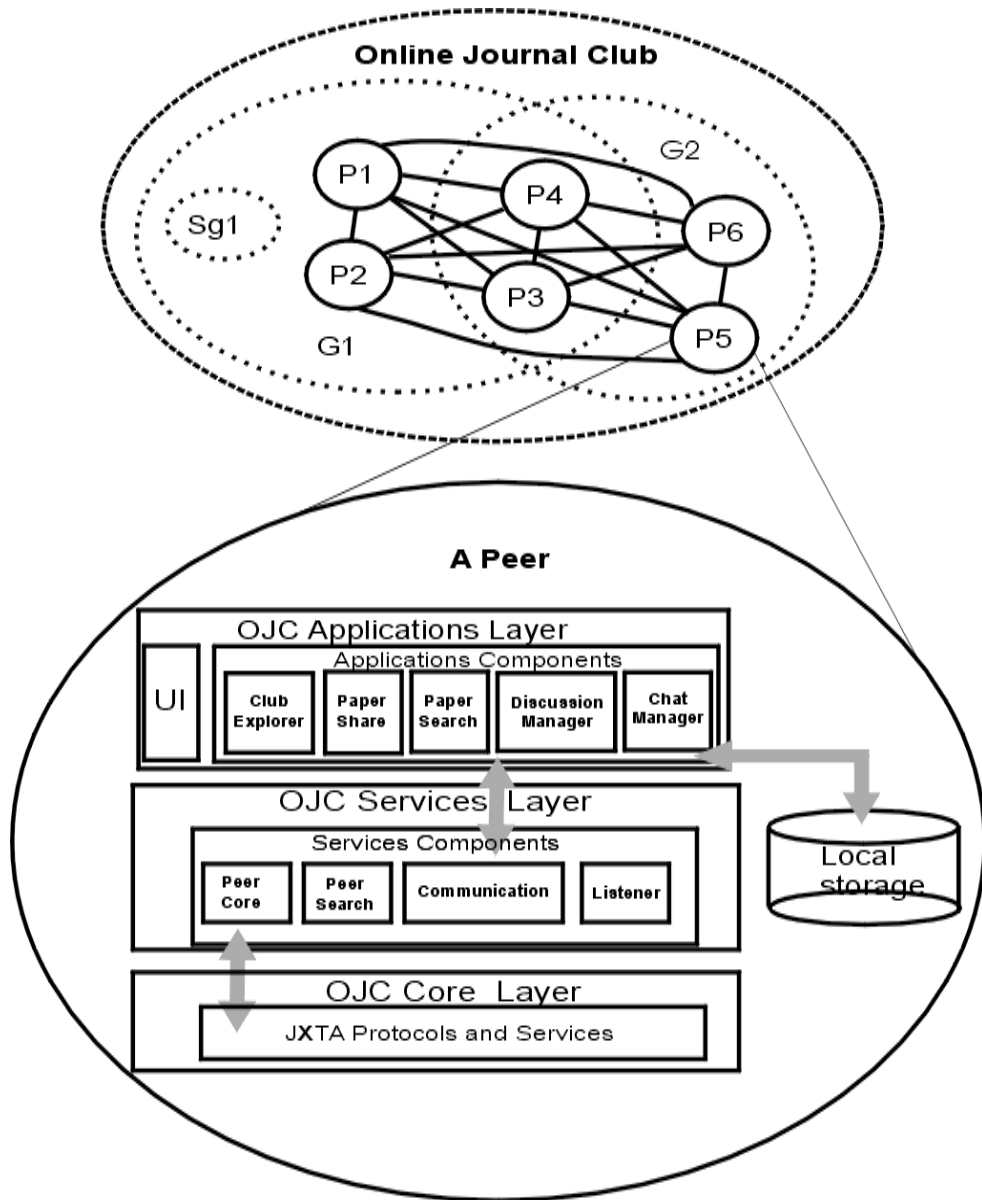 Online Journal Club
G2
P1
P4
Sg1
P6
P2
P3
P5
G1
A Peer
OJC Applications Layer
Applications Components
UI
Club
Explorer
Paper
Share
Paper
Search
Discussion
Manager
Chat
Manager
OJC Services Layer
Services Components
Peer
Core
Peer
Search
Communication
Listener
Local
storage
OJC Core Layer
JXTA Protocols and Services